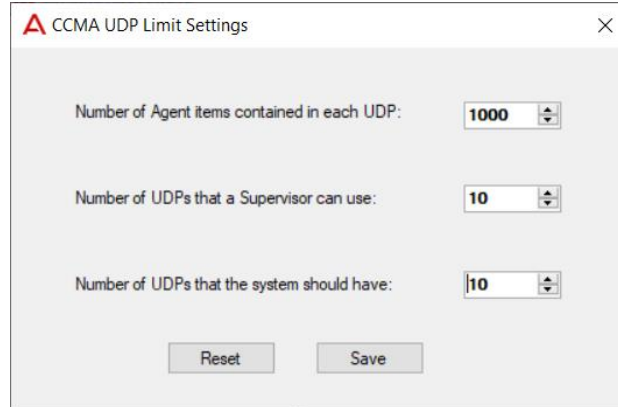 CCMA UDP Limit Settings
Number of Agent items contained in each UDP: 1000
Number of UDPs that a Supervisor can use: 10
Number of UDPs that the system should have: 10
Reset Save